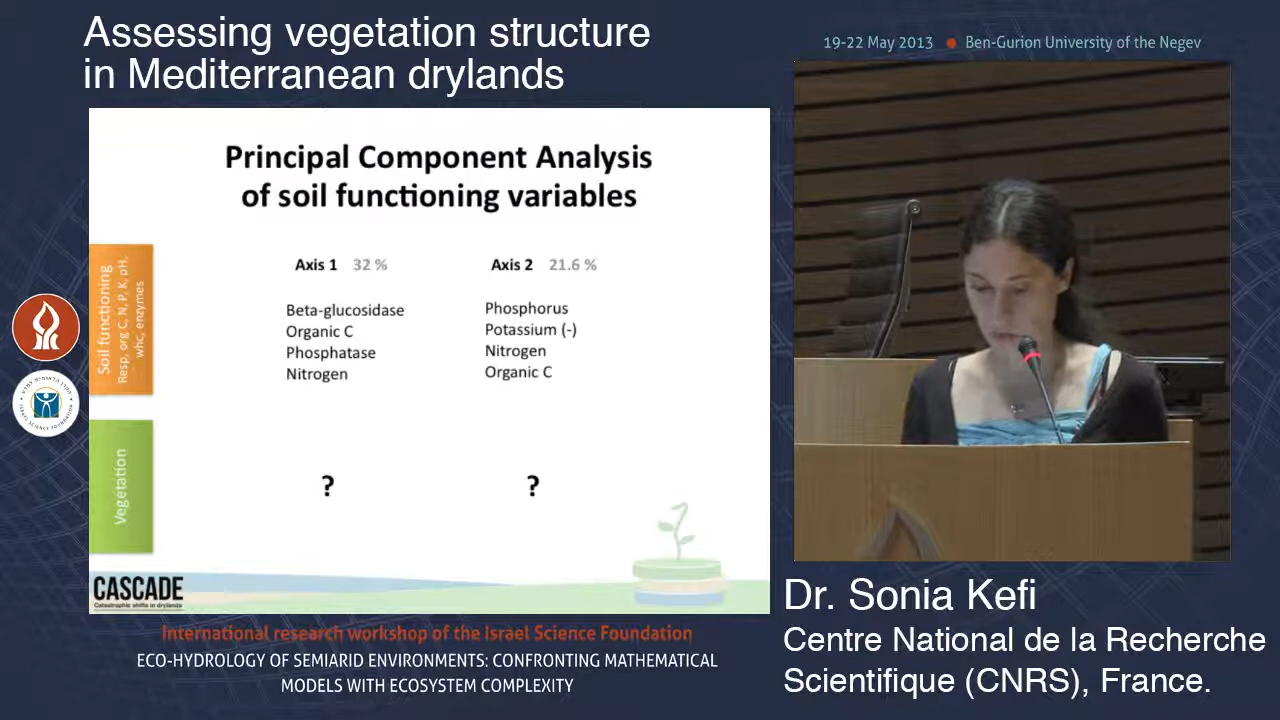 Assessing vegetation structure
in Mediterranean drylands
19-22 May 2013 ● Ben-Gurion University of the Negev
Principal Component Analysis
of soil functioning variables
Axis 1 32 %
Axis 2 21.6 %
Beta-glucosidase
Organic C
Phosphatase
Nitrogen
Phosphorus
Potassium (-)
Nitrogen
Organic C
Soil functioning
Resp, org C, N, P, K, pH,
whc, enzymes
Vegetation
?
?
CASCADE
Catastrophic shifts in drylands
ISRAEL SCIENCE FOUNDATION
International research workshop of the Israel Science Foundation
ECO-HYDROLOGY OF SEMIARID ENVIRONMENTS: CONFRONTING MATHEMATICAL
MODELS WITH ECOSYSTEM COMPLEXITY
Dr. Sonia Kefi
Centre National de la Recherche
Scientifique (CNRS), France.